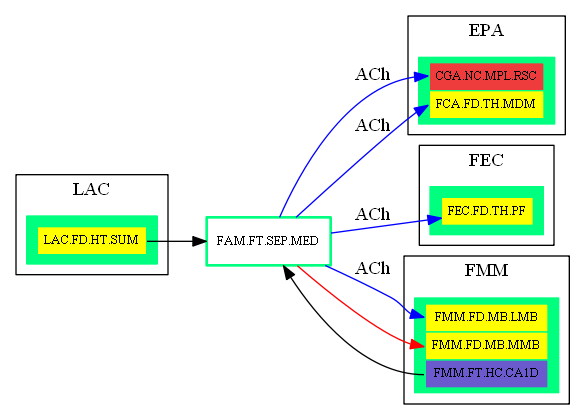 EPA
CGA.NC.MPL.RSC
FCA.FD.TH.MDM
ACh
ACh
FEC
FEC.FD.TH.PF
ACh
LAC
LAC.FD.HT.SUM
FAM.FT.SEP.MED
ACh
FMM
FMM.FD.MB.LMB
FMM.FD.MB.MMB
FMM.FT.HC.CA1D